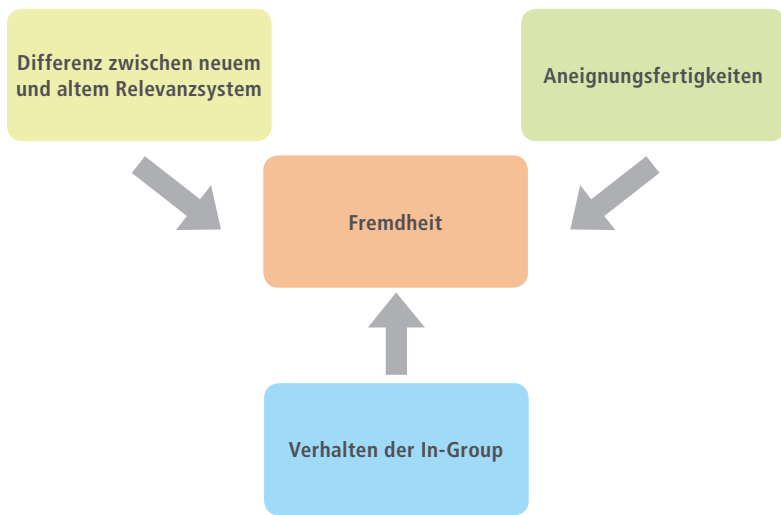 Differenz zwischen neuem
und altem Relevanzsystem
Aneignungsfertigkeiten
Fremdheit
Verhalten der In-Group